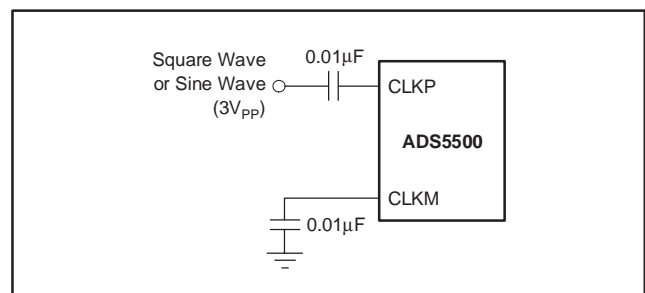 Square Wave
or Sine Wave
(3VPP)
0.01μF
CLKP
ADS5500
CLKM
0.01μF